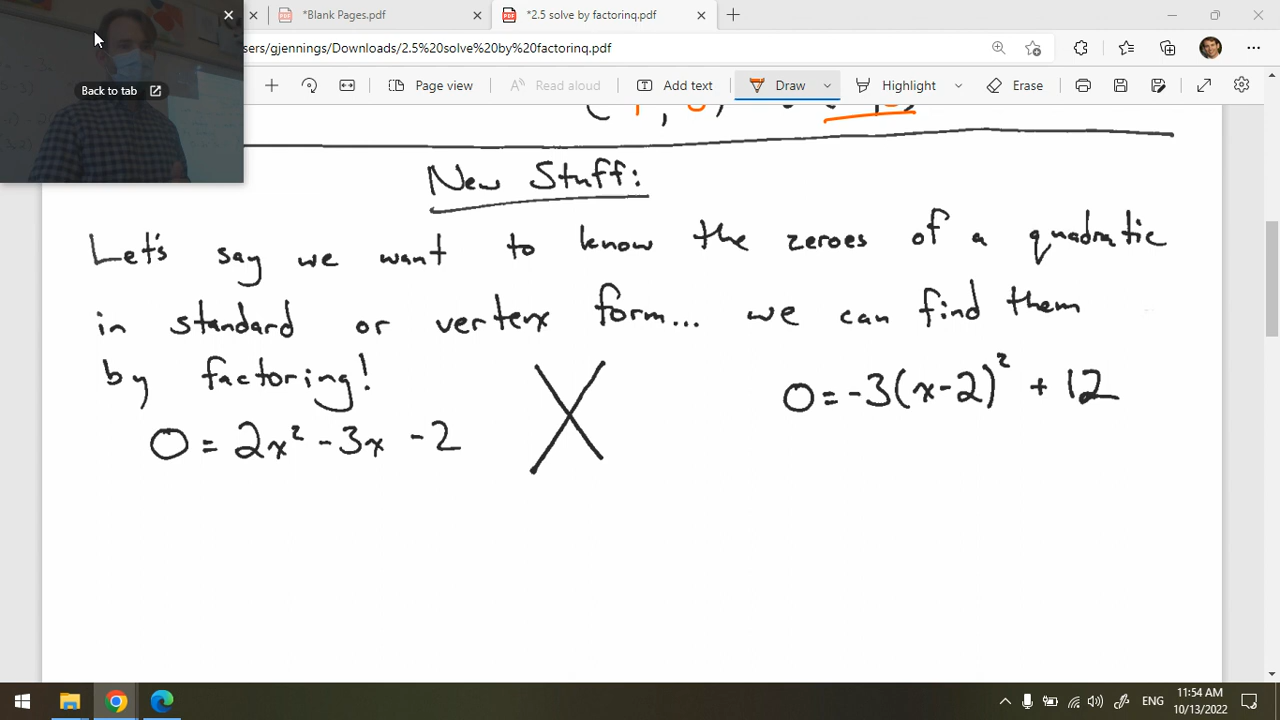 *Blank Pages.pdf
*2.5 solve by factorinq.pdf
sers/gjennings/Downloads/2.5%20solve%20by%20factorinq.pdf
Back to tab
Page view
Read aloud
Add text
Draw
Highlight
Erase
New Stuff:
Let's say we want to know the zeroes of a quadratic
in standard or vertex form... we can find them
by factoring!
0 = -3(x-2)² + 12
0 = 2x² - 3x - 2
ENG
11:54 AM
10/13/2022